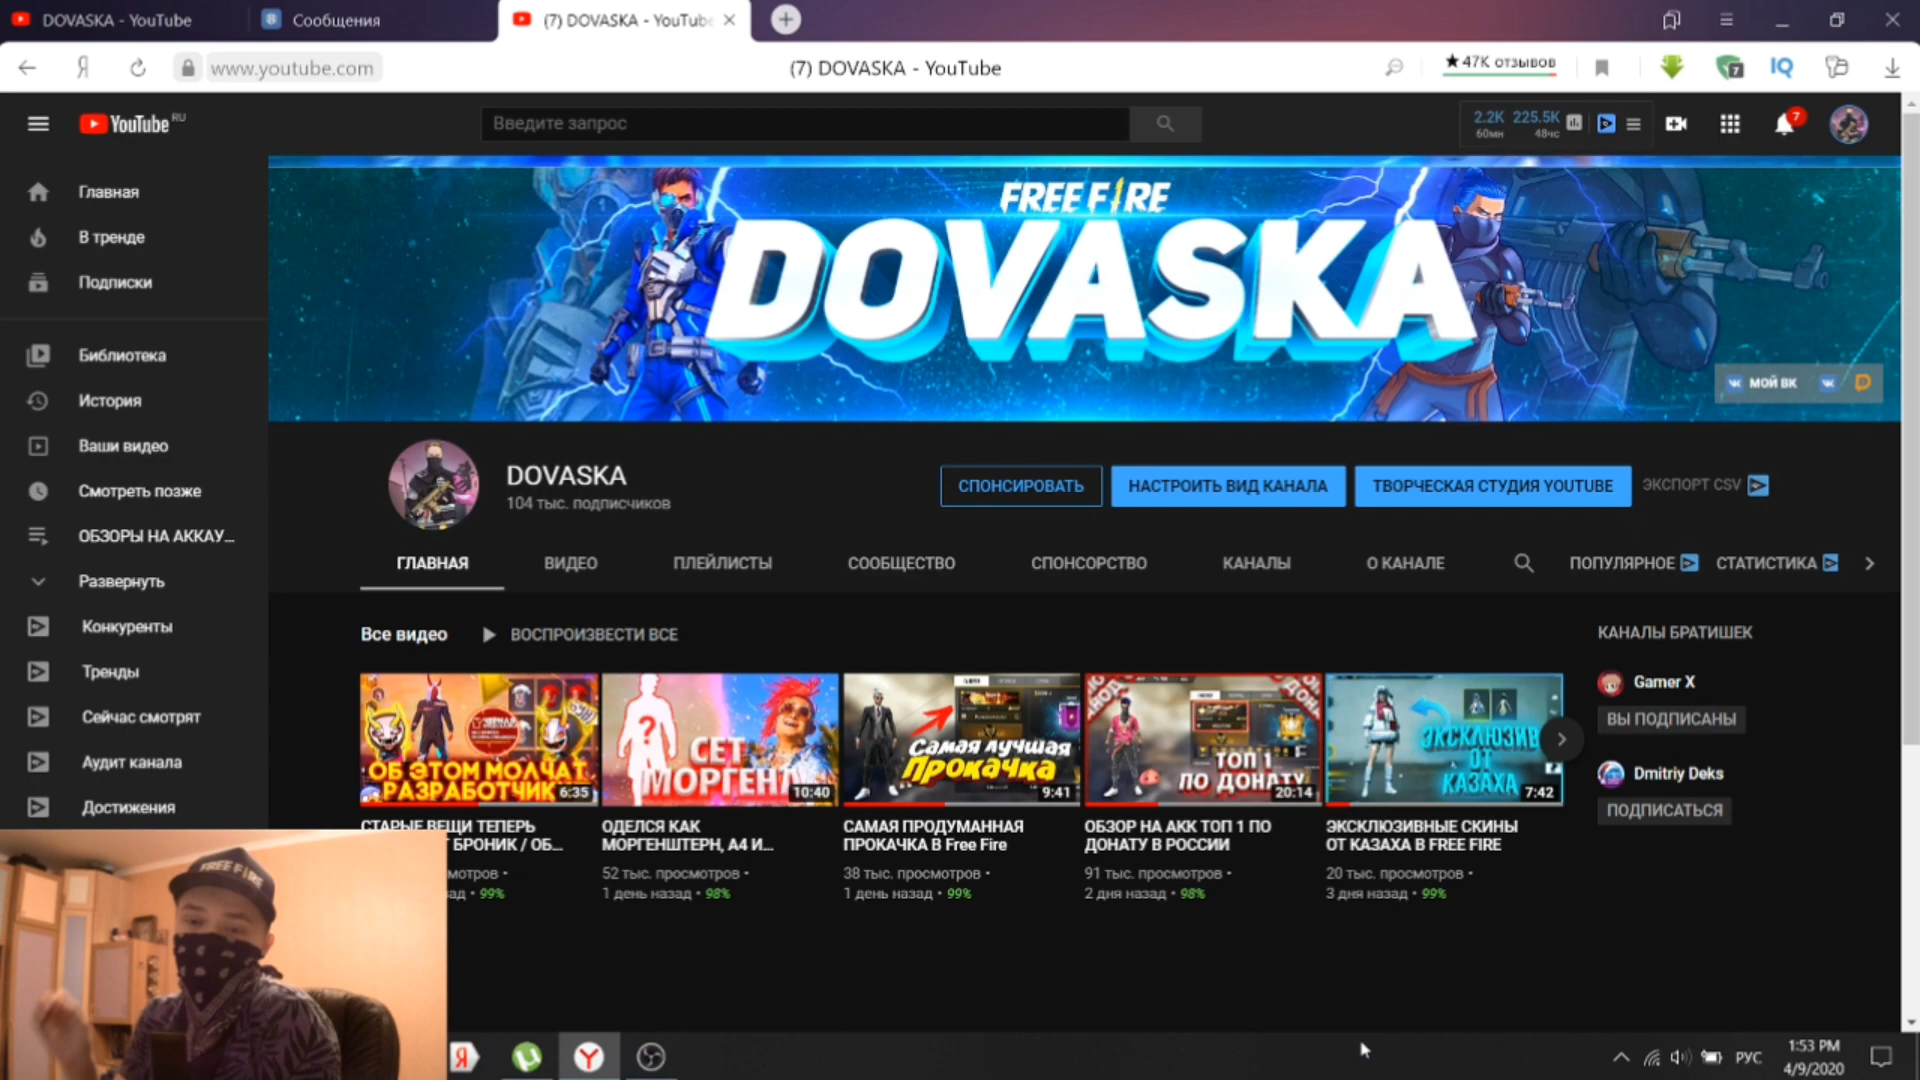 DOVASKA - YouTube
Сообщения
(7) DOVASKA - YouTube
www.youtube.com
(7) DOVASKA - YouTube
★47К отзывов
7
IQ
YouTube RU
Введите запрос
2.2K 225.5K
60мн 48чс
7
Главная
В тренде
Подписки
Библиотека
История
Ваши видео
Смотреть позже
ОБЗОРЫ НА АККАУ...
Развернуть
Конкуренты
Тренды
Сейчас смотрят
Аудит канала
Достижения
FREE FIRE
DOVASKA
МОЙ ВК
DOVASKA
104 тыс. подписчиков
СПОНСИРОВАТЬ
НАСТРОИТЬ ВИД КАНАЛА
ТВОРЧЕСКАЯ СТУДИЯ YOUTUBE
ЭКСПОРТ CSV
ГЛАВНАЯ
ВИДЕО
ПЛЕЙЛИСТЫ
СООБЩЕСТВО
СПОНСОРСТВО
КАНАЛЫ
О КАНАЛЕ
ПОПУЛЯРНОЕ
СТАТИСТИКА
Все видео
ВОСПРОИЗВЕСТИ ВСЕ
ОБ ЭТОМ МОЛЧАТ
РАЗРАБОТЧИК
6:35
СТАРЫЕ ВЕЩИ ТЕПЕРЬ
БРОНИК / ОБ...
99%
?
СЕТ
МОРГЕНШ
10:40
ОДЕЛСЯ КАК
МОРГЕНШТЕРН, А4 И...
52 тыс. просмотров •
1 день назад • 98%
Самая лучшая
Прокачка
9:41
САМАЯ ПРОДУМАННАЯ
ПРОКАЧКА В Free Fire
38 тыс. просмотров •
1 день назад • 99%
ТОП 1
ПО ДОНАТУ
20:14
ОБЗОР НА АКК ТОП 1 ПО
ДОНАТУ В РОССИИ
91 тыс. просмотров •
2 дня назад • 98%
ЭКСКЛЮЗИВ
ОТ
КАЗАХА
7:42
ЭКСКЛЮЗИВНЫЕ СКИНЫ
ОТ КАЗАХА В FREE FIRE
20 тыс. просмотров •
3 дня назад • 99%
КАНАЛЫ БРАТИШЕК
Gamer X
ВЫ ПОДПИСАНЫ
Dmitriy Deks
ПОДПИСАТЬСЯ
FREE FIRE
РУС
1:53 PM
4/9/2020